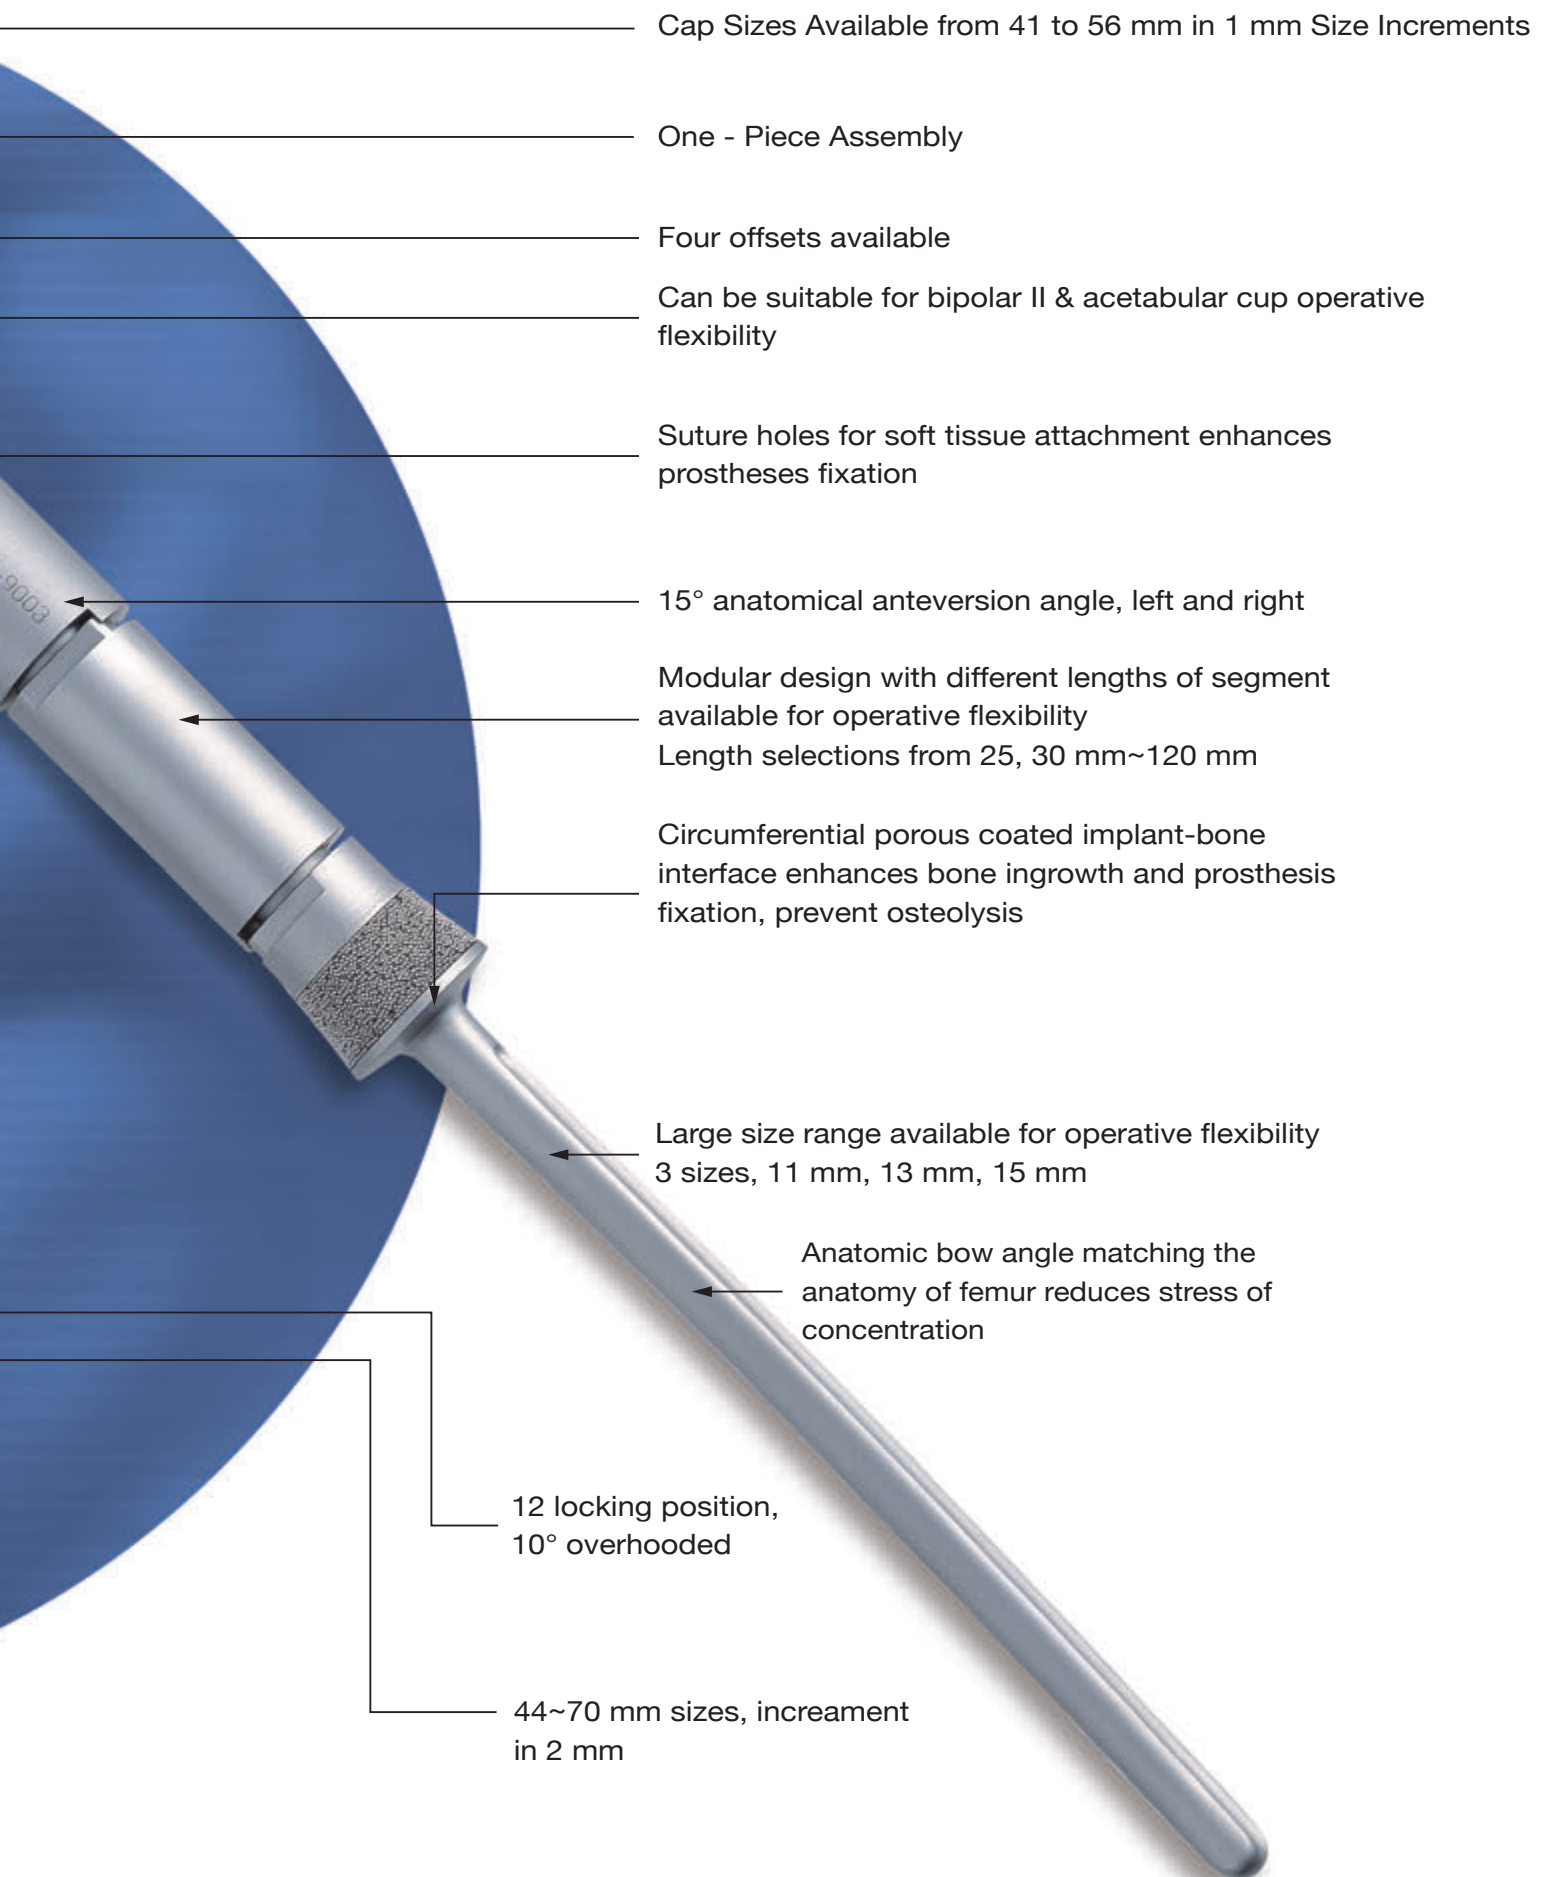 Cap Sizes Available from 41 to 56 mm in 1 mm Size Increments
One - Piece Assembly
Four offsets available
Can be suitable for bipolar II & acetabular cup operative
flexibility
Suture holes for soft tissue attachment enhances
prostheses fixation
9003
15° anatomical anteversion angle, left and right
Modular design with different lengths of segment
available for operative flexibility
Length selections from 25, 30 mm~120 mm
Circumferential porous coated implant-bone
interface enhances bone ingrowth and prosthesis
fixation, prevent osteolysis
Large size range available for operative flexibility
3 sizes, 11 mm, 13 mm, 15 mm
Anatomic bow angle matching the
anatomy of femur reduces stress of
concentration
12 locking position,
10° overhooded
44~70 mm sizes, increament
in 2 mm